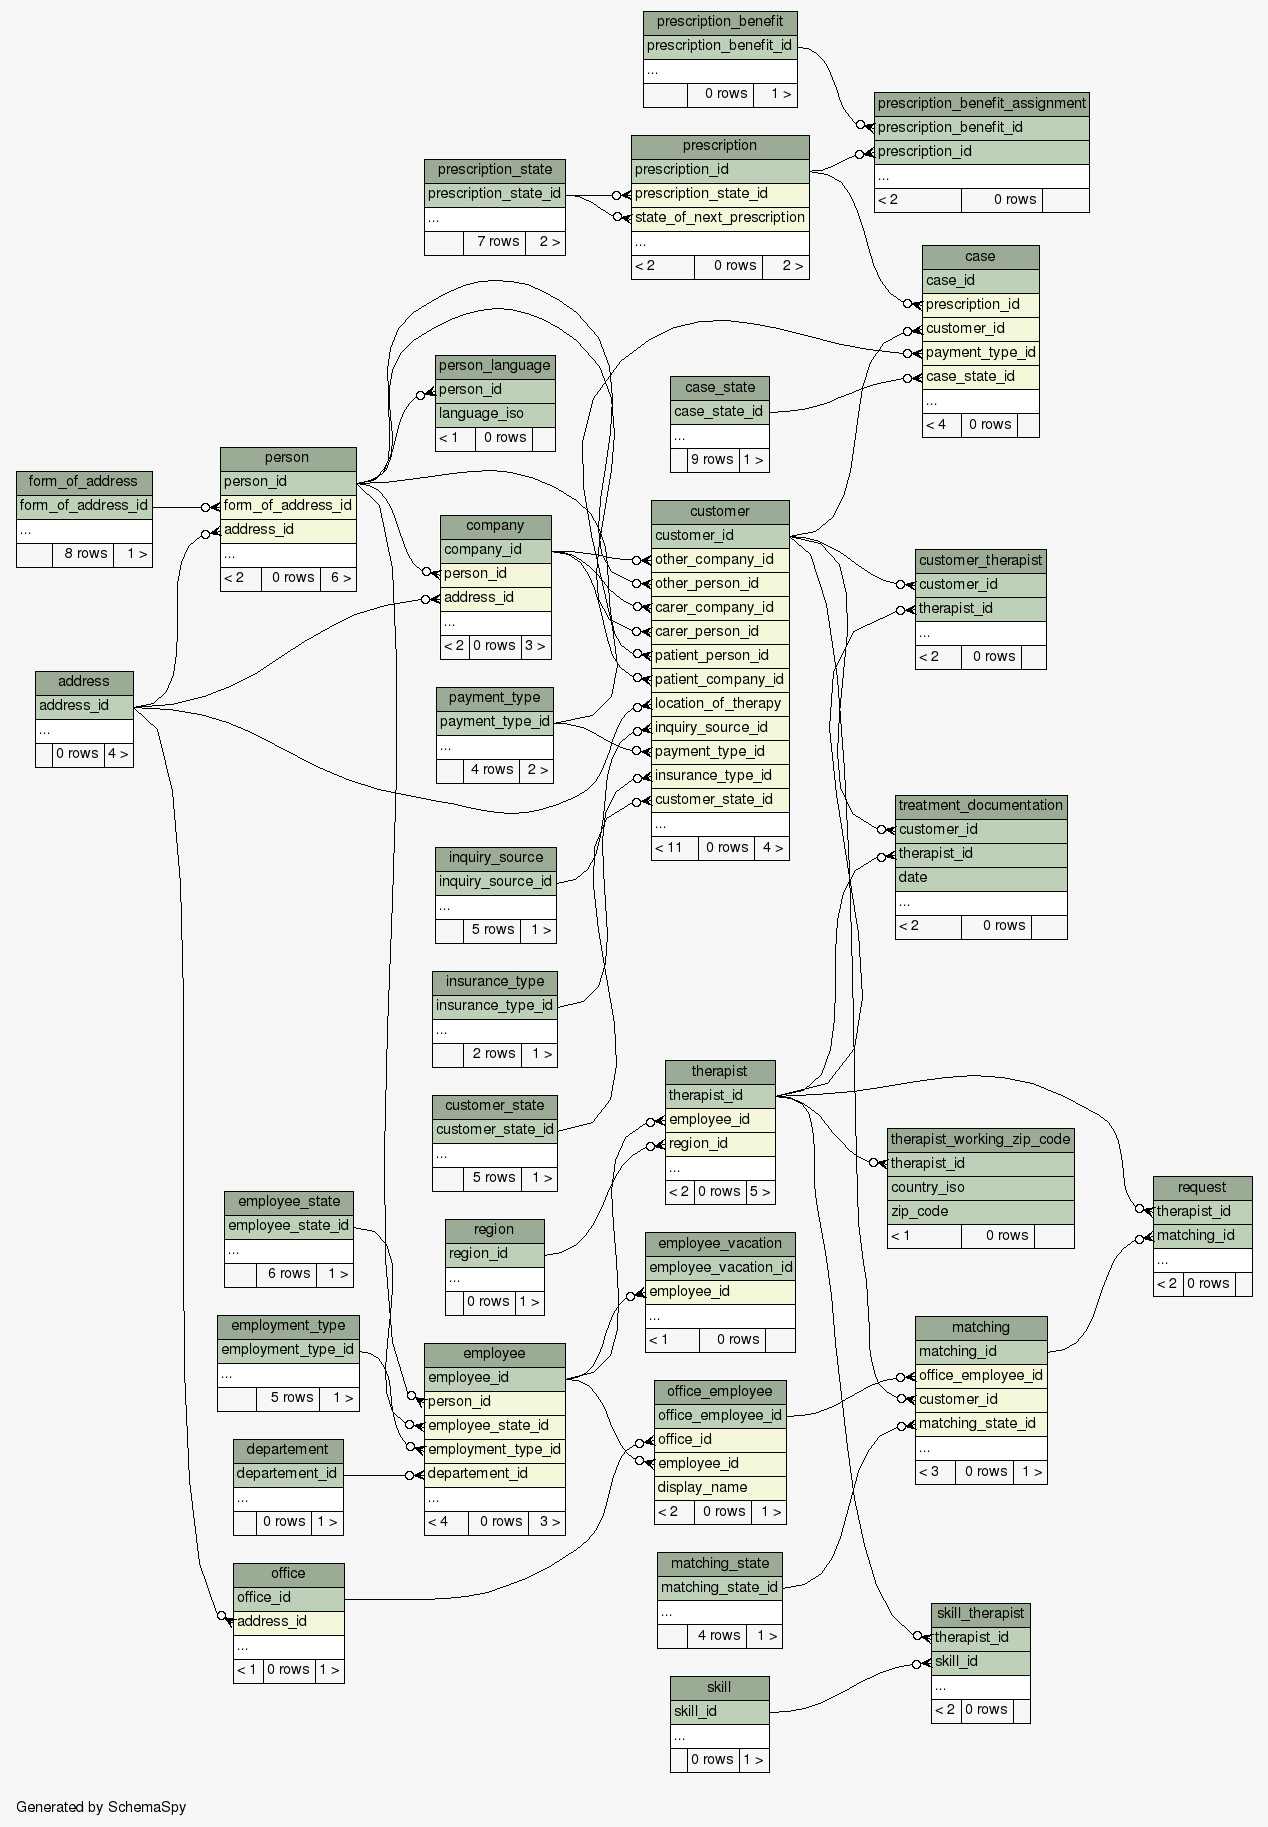 prescription_benefit
prescription_benefit_id
...
0 rows 1 >
prescription_benefit_assignment
prescription_benefit_id
prescription_id
...
< 2 0 rows
prescription
prescription_id
prescription_state_id
state_of_next_prescription
...
< 2 0 rows 2 >
prescription_state
prescription_state_id
...
7 rows 2 >
case
case_id
prescription_id
customer_id
payment_type_id
case_state_id
...
< 4 0 rows
person_language
person_id
language_iso
< 1 0 rows
case_state
case_state_id
...
9 rows 1 >
person
person_id
form_of_address_id
address_id
...
< 2 0 rows 6 >
form_of_address
form_of_address_id
...
8 rows 1 >
company
company_id
person_id
address_id
...
< 2 0 rows 3 >
customer
customer_id
other_company_id
other_person_id
carer_company_id
carer_person_id
patient_person_id
patient_company_id
location_of_therapy
inquiry_source_id
payment_type_id
insurance_type_id
customer_state_id
...
< 11 0 rows 4 >
customer_therapist
customer_id
therapist_id
...
< 2 0 rows
address
address_id
...
0 rows 4 >
payment_type
payment_type_id
...
4 rows 2 >
treatment_documentation
customer_id
therapist_id
date
...
< 2 0 rows
inquiry_source
inquiry_source_id
...
5 rows 1 >
insurance_type
insurance_type_id
...
2 rows 1 >
therapist
therapist_id
employee_id
region_id
...
< 2 0 rows 5 >
customer_state
customer_state_id
...
5 rows 1 >
therapist_working_zip_code
therapist_id
country_iso
zip_code
< 1 0 rows
request
therapist_id
matching_id
...
< 2 0 rows
employee_state
employee_state_id
...
6 rows 1 >
region
region_id
...
0 rows 1 >
employee_vacation
employee_vacation_id
employee_id
...
< 1 0 rows
employment_type
employment_type_id
...
5 rows 1 >
employee
employee_id
person_id
employee_state_id
employment_type_id
departement_id
...
< 4 0 rows 3 >
matching
matching_id
office_employee_id
customer_id
matching_state_id
...
< 3 0 rows 1 >
office_employee
office_employee_id
office_id
employee_id
display_name
< 2 0 rows 1 >
departement
departement_id
...
0 rows 1 >
office
office_id
address_id
...
< 1 0 rows 1 >
matching_state
matching_state_id
...
4 rows 1 >
skill_therapist
therapist_id
skill_id
...
< 2 0 rows
skill
skill_id
...
0 rows 1 >
Generated by SchemaSpy